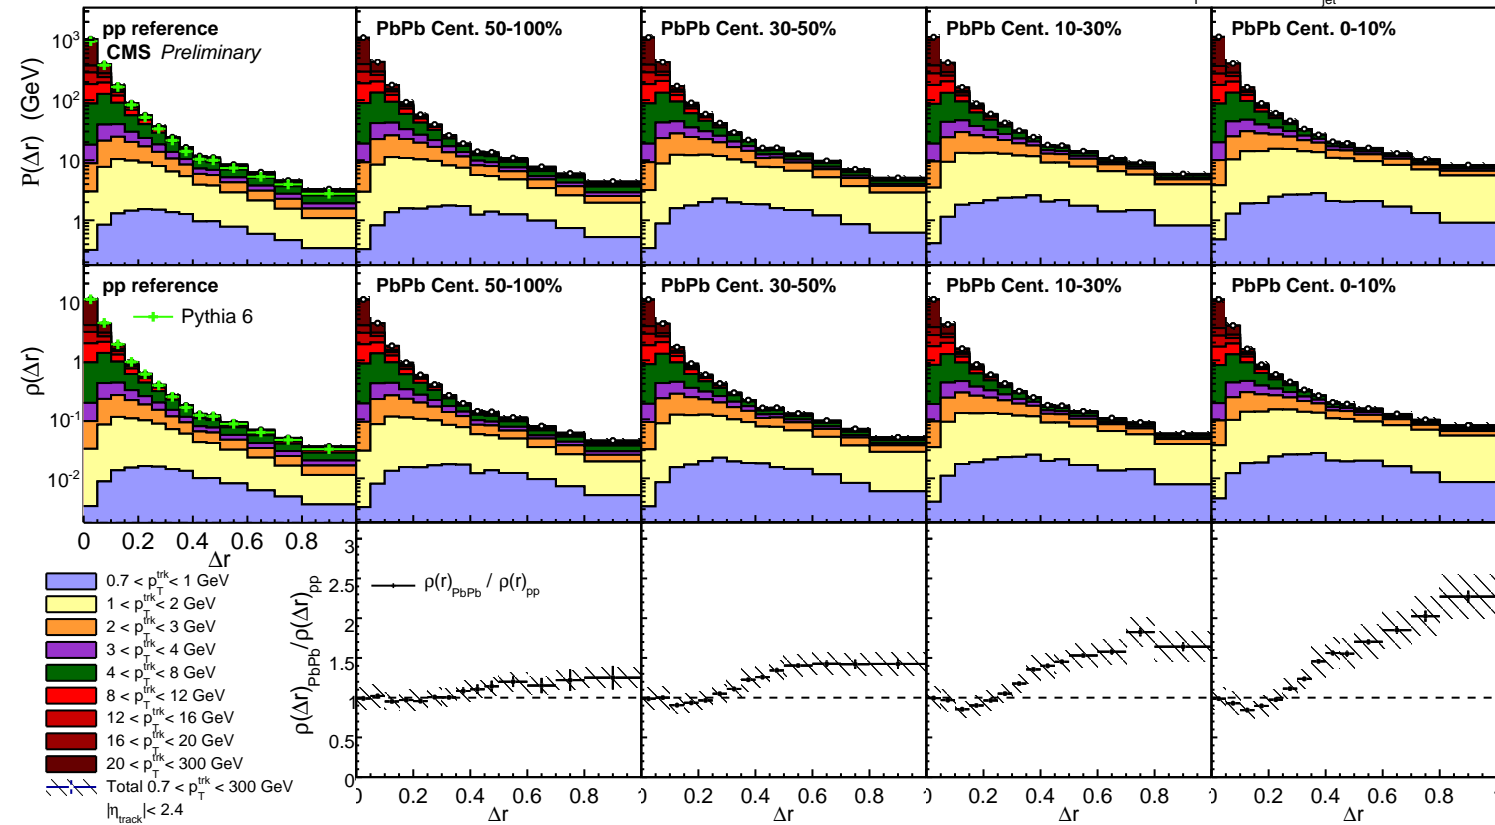 jet
pp reference
CMS Preliminary
PbPb Cent. 50-100%
PbPb Cent. 30-50%
PbPb Cent. 10-30%
PbPb Cent. 0-10%
P(Δr) (GeV)
10³
10²
10
1
pp reference
Pythia 6
PbPb Cent. 50-100%
PbPb Cent. 30-50%
PbPb Cent. 10-30%
PbPb Cent. 0-10%
ρ(Δr)
10
1
10⁻¹
10⁻²
0 0.2 0.4 0.6 0.8
Δr
0.7 < p_T^trk < 1 GeV
1 < p_T^trk < 2 GeV
2 < p_T^trk < 3 GeV
3 < p_T^trk < 4 GeV
4 < p_T^trk < 8 GeV
8 < p_T^trk < 12 GeV
12 < p_T^trk < 16 GeV
16 < p_T^trk < 20 GeV
20 < p_T^trk < 300 GeV
Total 0.7 < p_T^trk < 300 GeV
|η_track| < 2.4
ρ(Δr)_PbPb / ρ(Δr)_pp
3
2.5
2
1.5
1
0.5
0
ρ(r)_PbPb / ρ(r)_pp
0.2 0.4 0.6 0.8
Δr
0.2 0.4 0.6 0.8
Δr
0.2 0.4 0.6 0.8
Δr
0.2 0.4 0.6 0.8
Δr